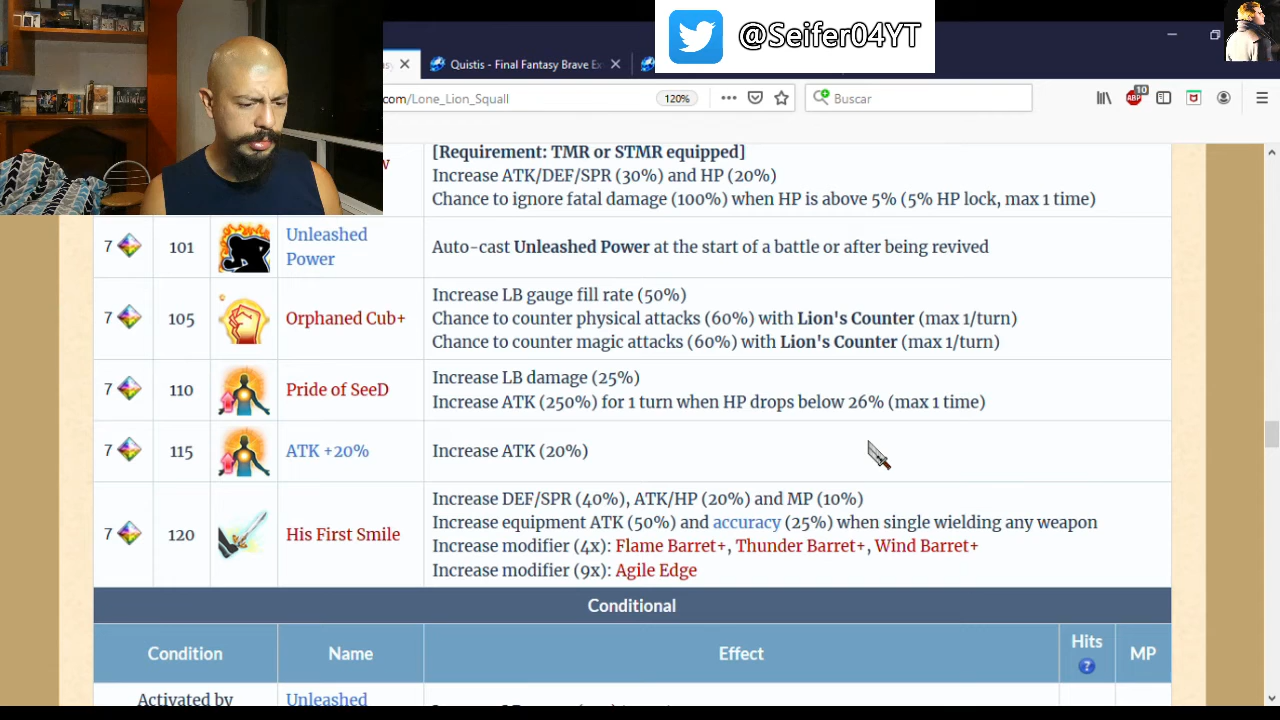 @Seifer04YT
Quistis - Final Fantasy Brave Ex
com/Lone_Lion_Squall
120%
Buscar
10
[Requirement: TMR or STMR equipped]
Increase ATK/DEF/SPR (30%) and HP (20%)
Chance to ignore fatal damage (100%) when HP is above 5% (5% HP lock, max 1 time)
7 101 Unleashed Power Auto-cast Unleashed Power at the start of a battle or after being revived
7 105 Orphaned Cub+ Increase LB gauge fill rate (50%)
Chance to counter physical attacks (60%) with Lion's Counter (max 1/turn)
Chance to counter magic attacks (60%) with Lion's Counter (max 1/turn)
7 110 Pride of SeeD Increase LB damage (25%)
Increase ATK (250%) for 1 turn when HP drops below 26% (max 1 time)
7 115 ATK +20% Increase ATK (20%)
7 120 His First Smile Increase DEF/SPR (40%), ATK/HP (20%) and MP (10%)
Increase equipment ATK (50%) and accuracy (25%) when single wielding any weapon
Increase modifier (4x): Flame Barret+, Thunder Barret+, Wind Barret+
Increase modifier (9x): Agile Edge
Conditional
Condition Name Effect Hits ? MP
Activated by Unleashed